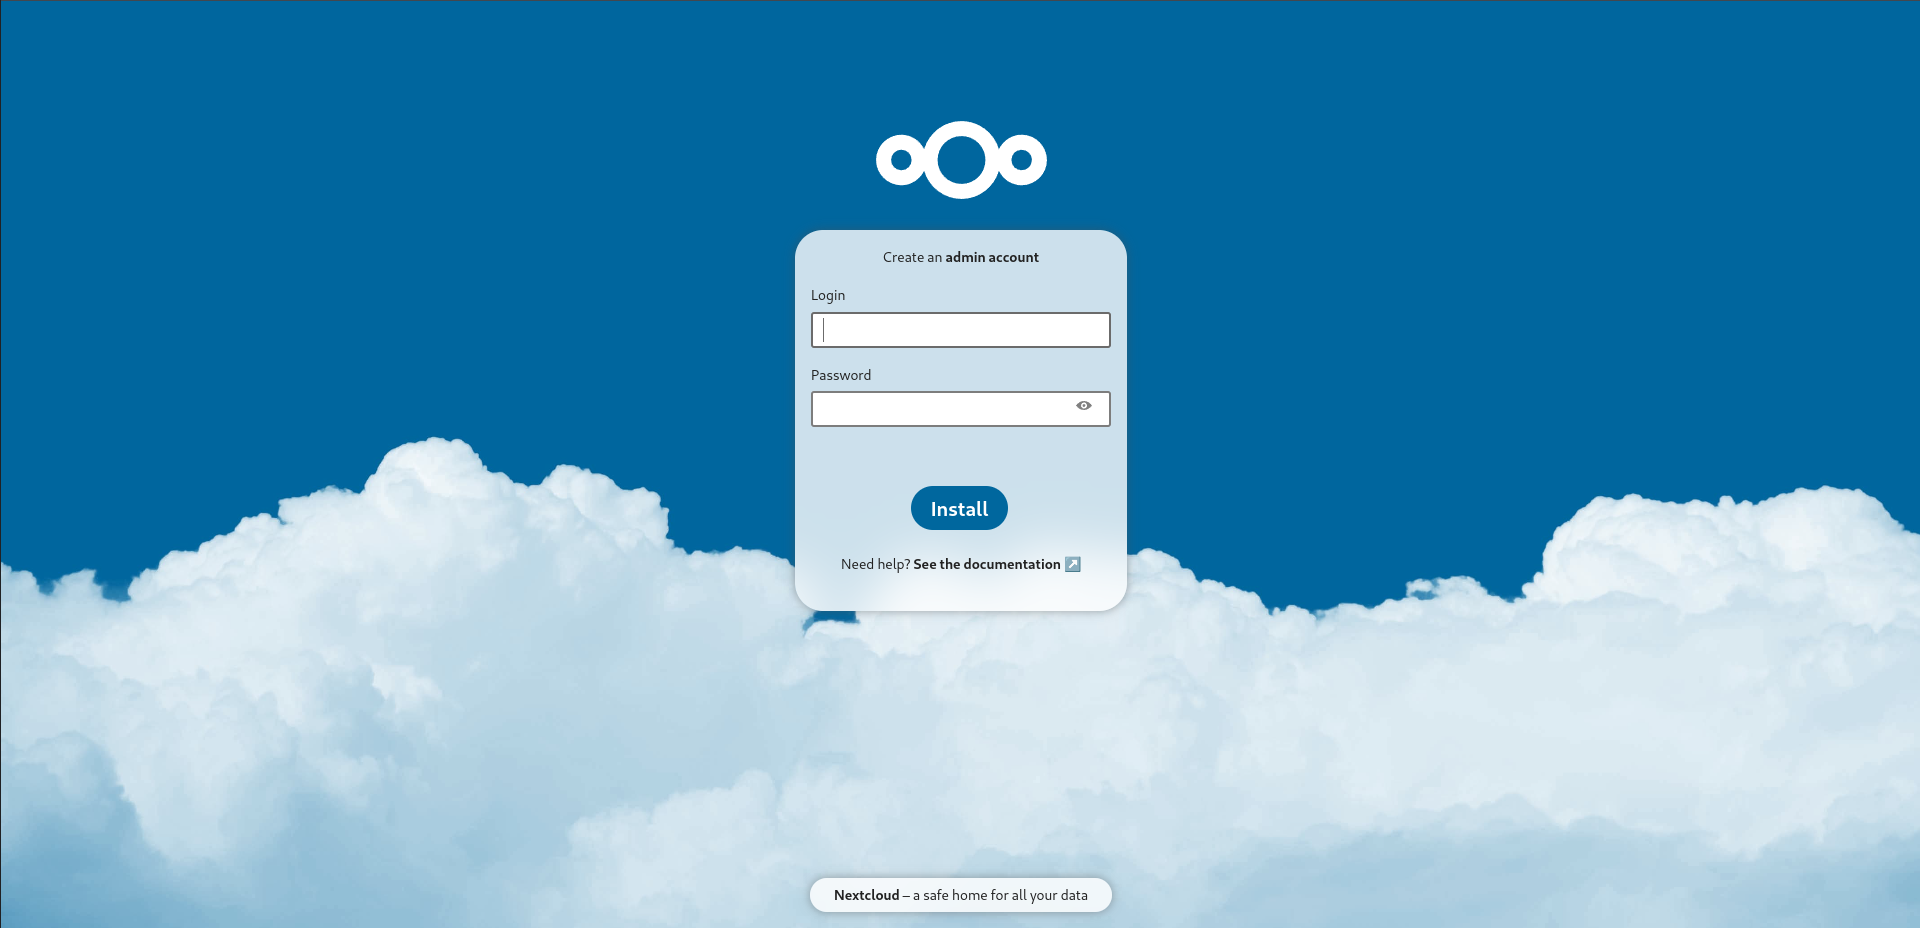 Create an admin account
Login
Password
Install
Need help? See the documentation ↗
Nextcloud – a safe home for all your data